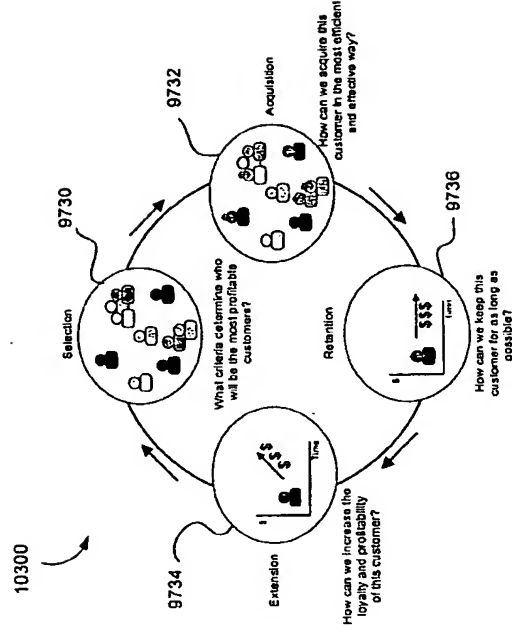 10300
9730
Selection
What criteria determine who
will be the most profitable
customers?
9732
Acquisition
How can we acquire this
customer in the most efficient
and effective way?
9736
Retention
$$$
Time
How can we keep this
customer for as long as
possible?
9734
Extension
$
$
$
$
Time
How can we increase the
loyalty and profitability
of this customer?